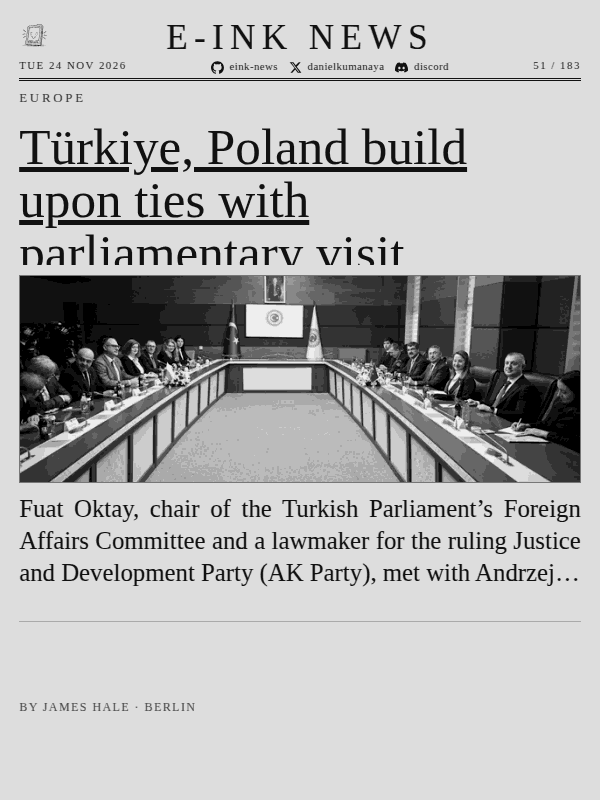 E-INK NEWS
TUE 24 NOV 2026
eink-news danielkumanaya discord
51 / 183
EUROPE
Türkiye, Poland build
upon ties with
parliamentary visit
Fuat Oktay, chair of the Turkish Parliament’s Foreign
Affairs Committee and a lawmaker for the ruling Justice
and Development Party (AK Party), met with Andrzej…
BY JAMES HALE · BERLIN